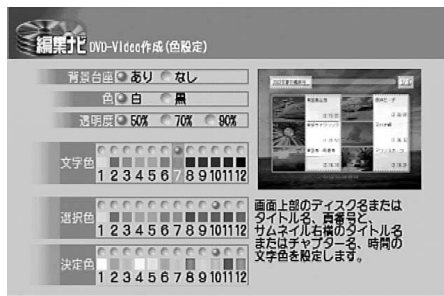 編集ナビ DVD-Video作成(色設定)
背景台座 あり なし
色 白 黒
透明度 50% 70% 90%
文字色
1 2 3 4 5 6 7 8 9 10 11 12
選択色
1 2 3 4 5 6 7 8 9 10 11 12
決定色
1 2 3 4 5 6 7 8 9 10 11 12
画面上部のディスク名または
タイトル名、頁番号と、
サムネイル右横のタイトル名
またはチャプター名、時間の
文字色を設定します。